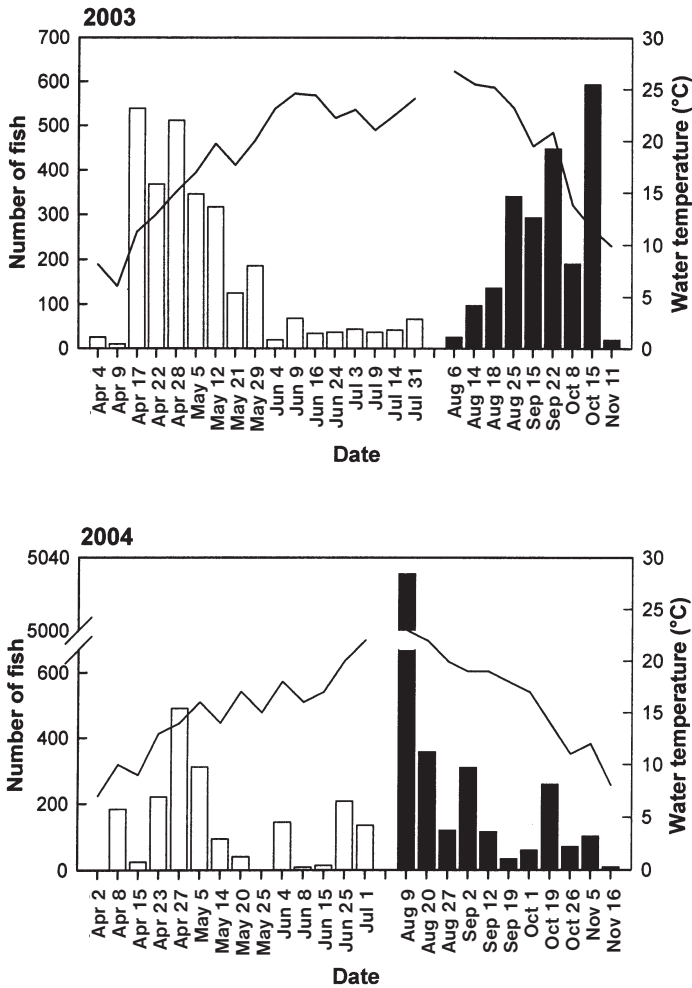 2003
700
600
500
400
300
200
100
0
Number of fish
30
25
20
15
10
5
0
Water temperature (°C)
Apr 4
Apr 9
Apr 17
Apr 22
Apr 28
May 5
May 12
May 21
May 29
Jun 4
Jun 9
Jun 16
Jun 24
Jul 3
Jul 9
Jul 14
Jul 31
Aug 6
Aug 14
Aug 18
Aug 25
Sep 15
Sep 22
Oct 8
Oct 15
Nov 11
Date
2004
5040
5000
600
400
200
0
Number of fish
30
25
20
15
10
5
0
Water temperature (°C)
Apr 2
Apr 8
Apr 15
Apr 23
Apr 27
May 5
May 14
May 20
May 25
Jun 4
Jun 8
Jun 15
Jun 25
Jul 1
Aug 9
Aug 20
Aug 27
Sep 2
Sep 12
Sep 19
Oct 1
Oct 19
Oct 26
Nov 5
Nov 16
Date